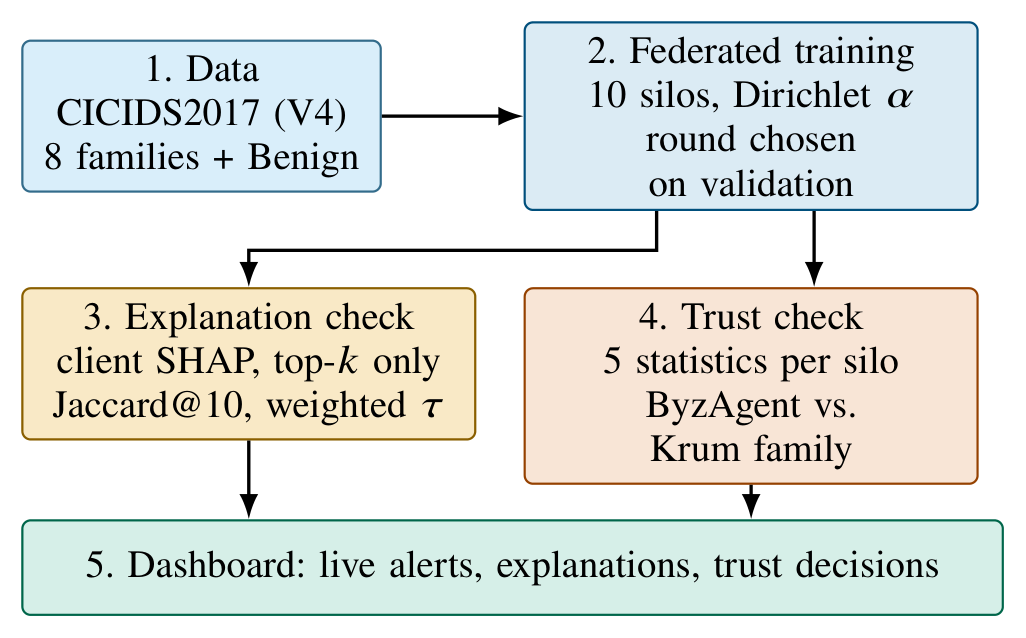 1. Data
CICIDS2017 (V4)
8 families + Benign
2. Federated training
10 silos, Dirichlet α
round chosen
on validation
3. Explanation check
client SHAP, top-k only
Jaccard@10, weighted τ
4. Trust check
5 statistics per silo
ByzAgent vs.
Krum family
5. Dashboard: live alerts, explanations, trust decisions